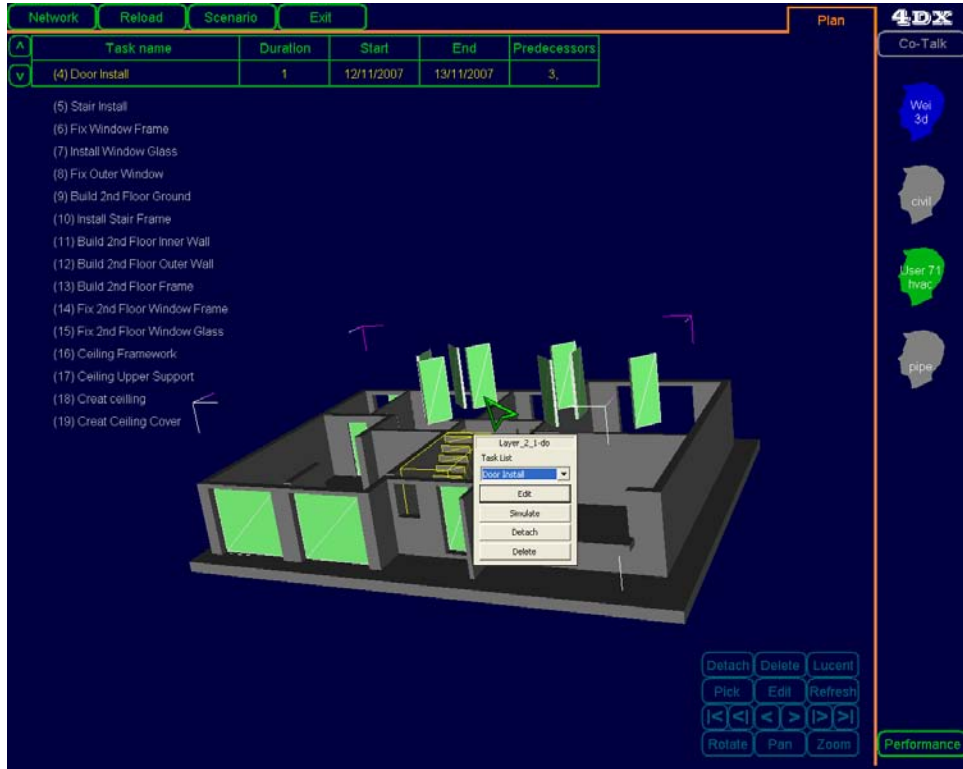 Network Reload Scenario Exit Plan 4DX
^ Task name Duration Start End Predecessors Co-Talk
v (4) Door Install 1 12/11/2007 13/11/2007 3,
(5) Stair Install
(6) Fix Window Frame
(7) Install Window Glass
(8) Fix Outer Window
(9) Build 2nd Floor Ground
(10) Install Stair Frame
(11) Build 2nd Floor Inner Wall
(12) Build 2nd Floor Outer Wall
(13) Build 2nd Floor Frame
(14) Fix 2nd Floor Window Frame
(15) Fix 2nd Floor Window Glass
(16) Ceiling Framework
(17) Ceiling Upper Support
(18) Creat ceilling
(19) Creat Ceiling Cover
Wei
3d
civil
User 71
hvac
pipe
Layer_2_1-do
Task List
Door Install
Edit
Simulate
Detach
Delete
Detach Delete Lucent
Pick Edit Refresh
|< <| < > |> >|
Rotate Pan Zoom
Performance